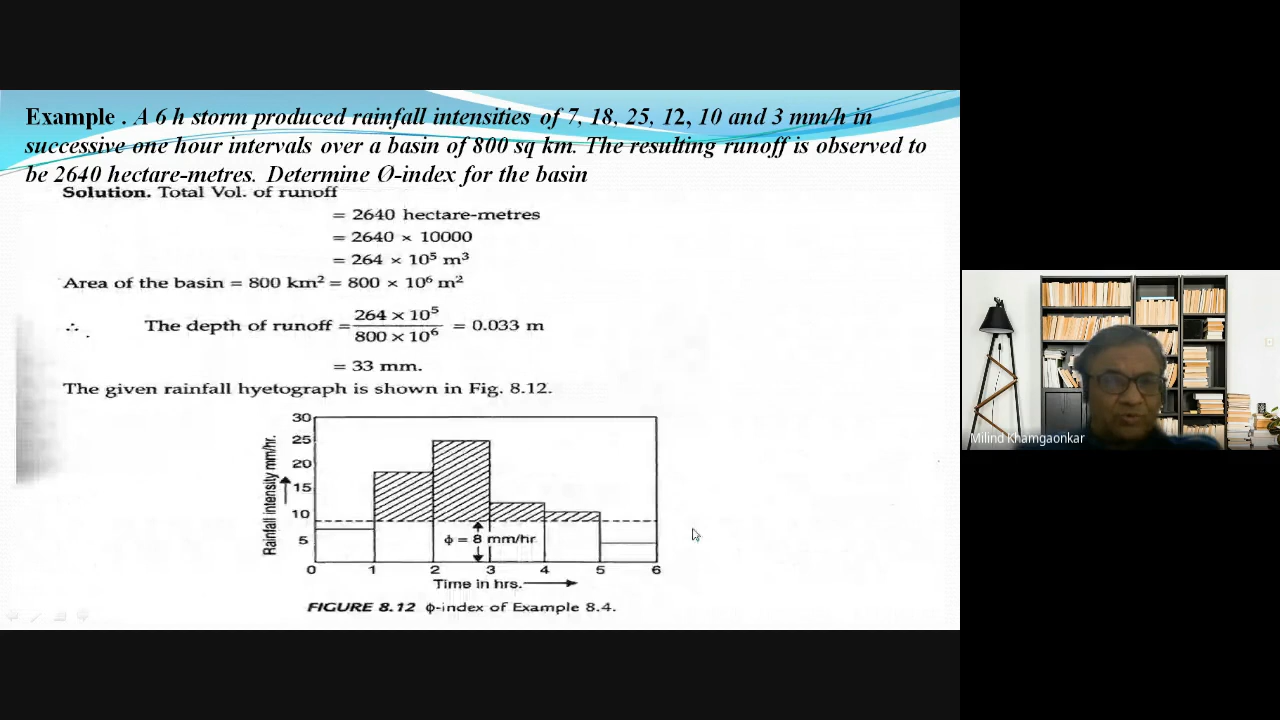 Example . A 6 h storm produced rainfall intensities of 7, 18, 25, 12, 10 and 3 mm/h in
successive one hour intervals over a basin of 800 sq km. The resulting runoff is observed to
be 2640 hectare-metres. Determine Ø-index for the basin
Solution. Total Vol. of runoff
= 2640 hectare-metres
= 2640 × 10000
= 264 × 10⁵ m³
Area of the basin = 800 km² = 800 × 10⁶ m²
∴ The depth of runoff = 264 × 10⁵ / 800 × 10⁶ = 0.033 m
= 33 mm.
The given rainfall hyetograph is shown in Fig. 8.12.
Rainfall intensity mm/hr.
30
25
20
15
10
5
ϕ = 8 mm/hr
0 1 2 3 4 5 6
Time in hrs.
FIGURE 8.12 ϕ-index of Example 8.4.
Milind Khamgaonkar